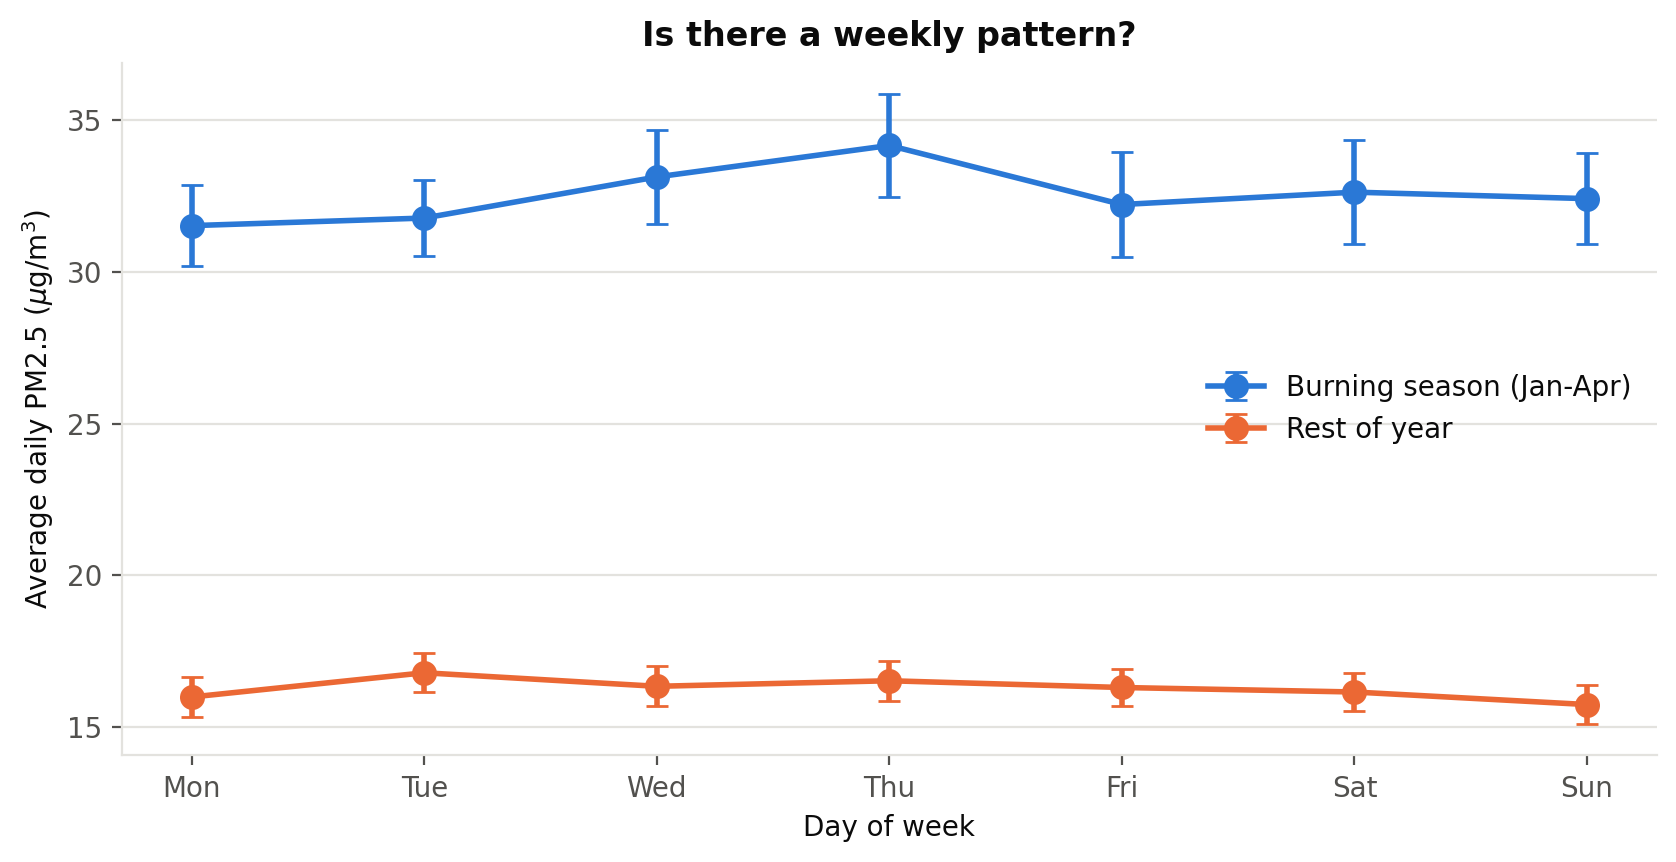 Is there a weekly pattern?
Average daily PM2.5 (μg/m³)
35
30
25
20
15
Burning season (Jan-Apr)
Rest of year
Mon Tue Wed Thu Fri Sat Sun
Day of week